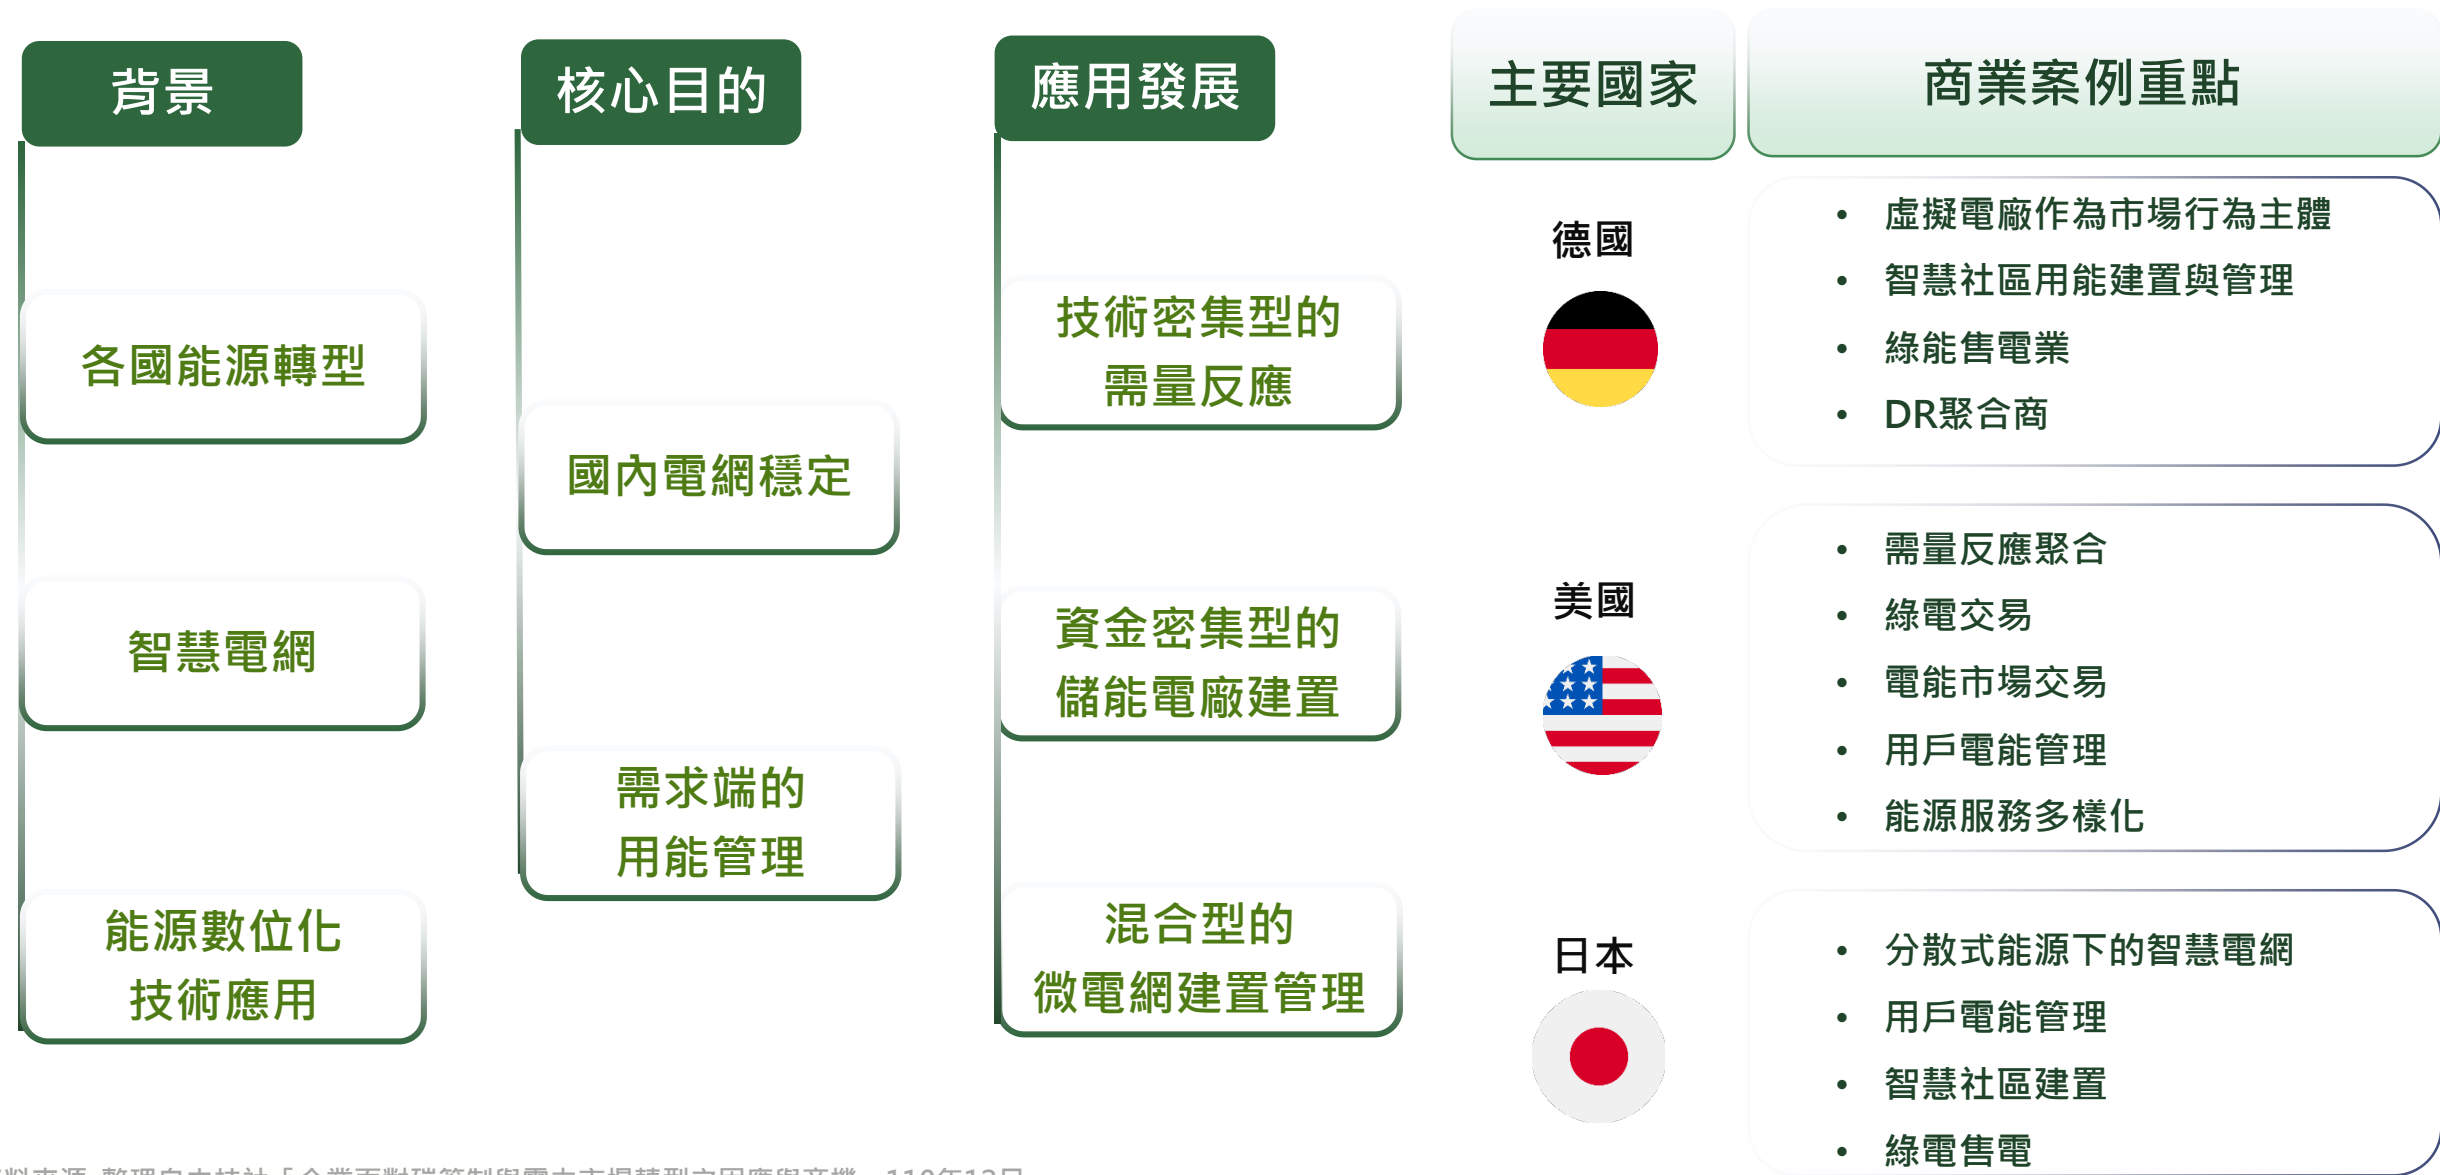 背景
各國能源轉型
智慧電網
能源數位化
技術應用
核心目的
國內電網穩定
需求端的
用能管理
應用發展
技術密集型的
需量反應
資金密集型的
儲能電廠建置
混合型的
微電網建置管理
主要國家
商業案例重點
德國
• 虛擬電廠作為市場行為主體
• 智慧社區用能建置與管理
• 綠能售電業
• DR聚合商
美國
• 需量反應聚合
• 綠電交易
• 電能市場交易
• 用戶電能管理
• 能源服務多樣化
日本
• 分散式能源下的智慧電網
• 用戶電能管理
• 智慧社區建置
• 綠電售電